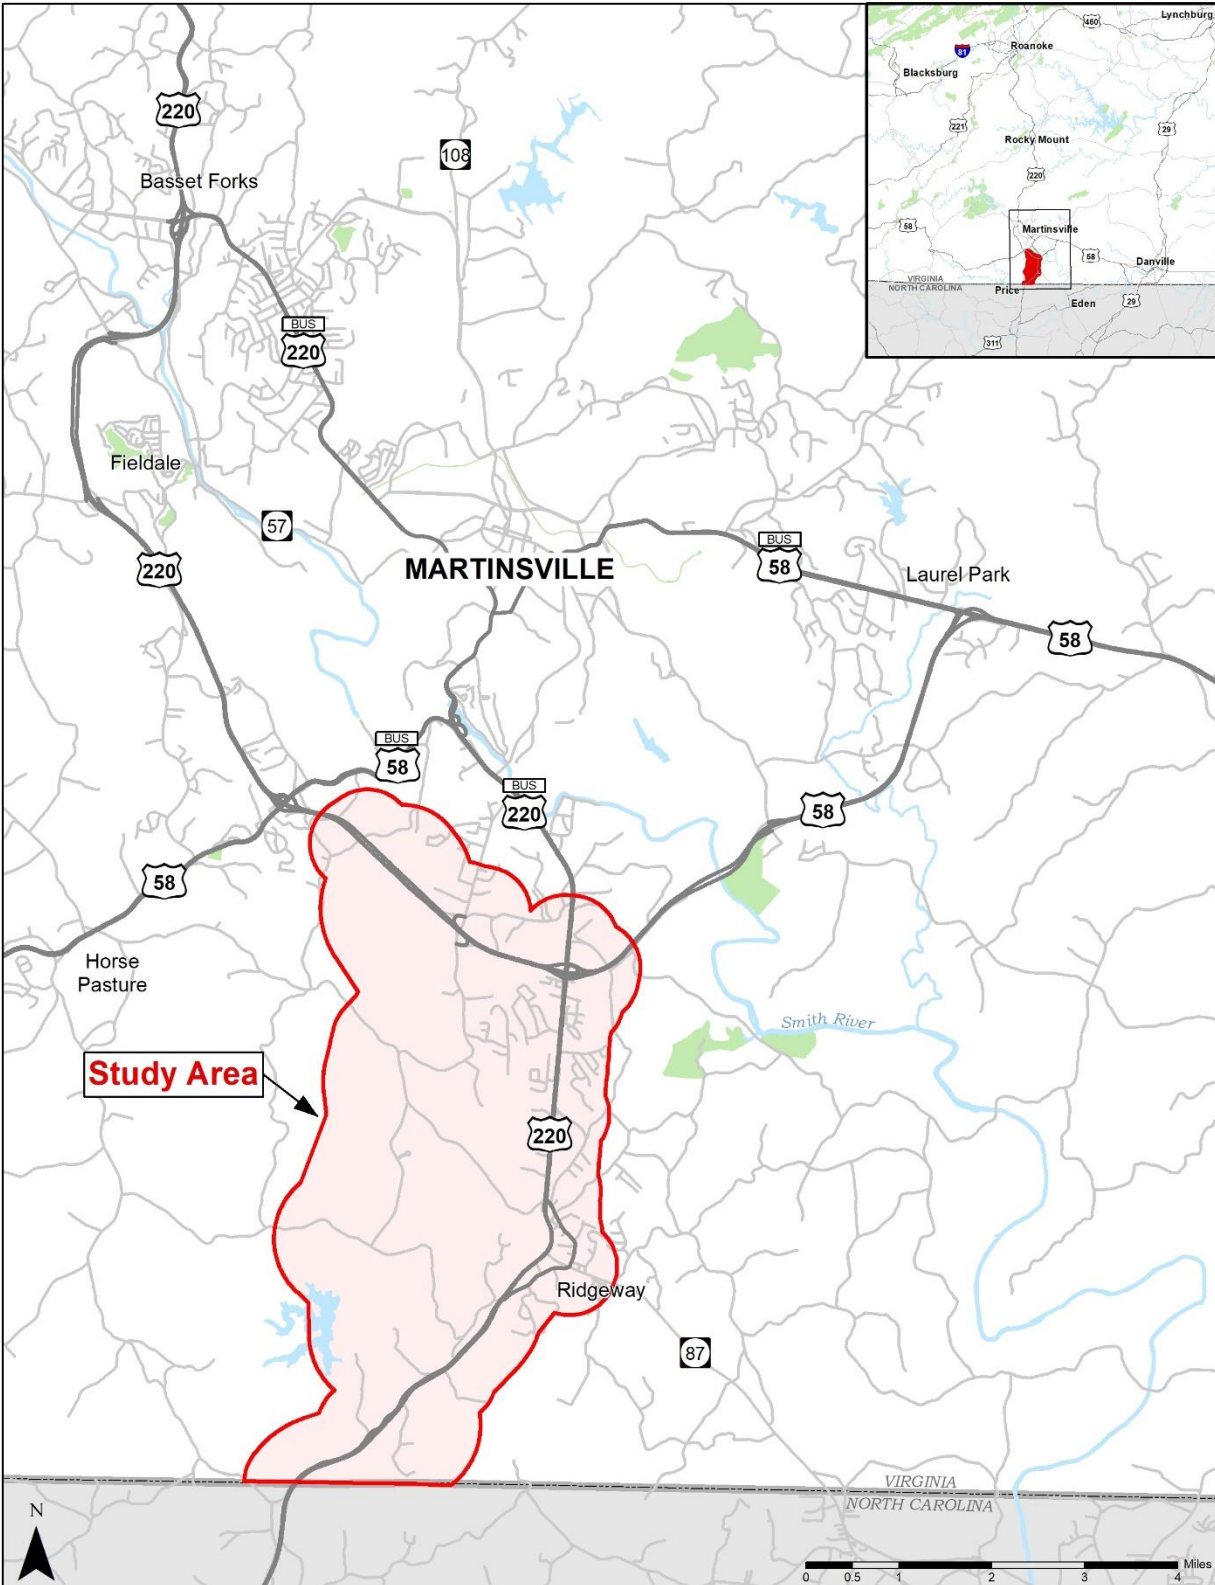 220
Basset Forks
108
BUS
220
Fieldale
57
220
MARTINSVILLE
BUS
58
Laurel Park
58
BUS
58
BUS
220
58
58
Horse
Pasture
Smith River
Study Area
220
Ridgeway
87
VIRGINIA
NORTH CAROLINA
N
Miles
0 0.5 1 2 3 4
Lynchburg
460
Roanoke
81
Blacksburg
221
29
Rocky Mount
220
58
Martinsville
58
Danville
VIRGINIA
NORTH CAROLINA
Price
Eden
29
311